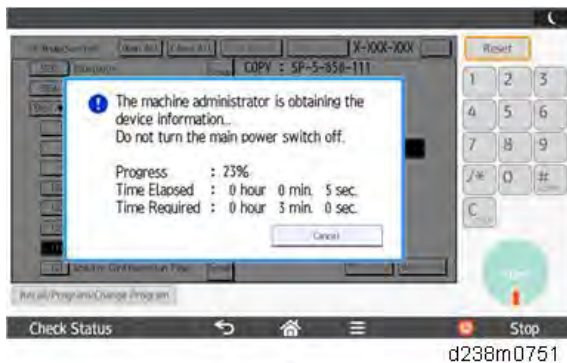 X-XXX-XXX
COPY : SP-5-858-111
Reset
The machine administrator is obtaining the
device information...
Do not turn the main power switch off.
Progress : 23%
Time Elapsed : 0 hour 0 min. 5 sec.
Time Required : 0 hour 3 min. 0 sec.
Cancel
1 2 3
4 5 6
7 8 9
./* 0 #
C
Recall/Program/Change Program
Check Status
Stop
d238m0751